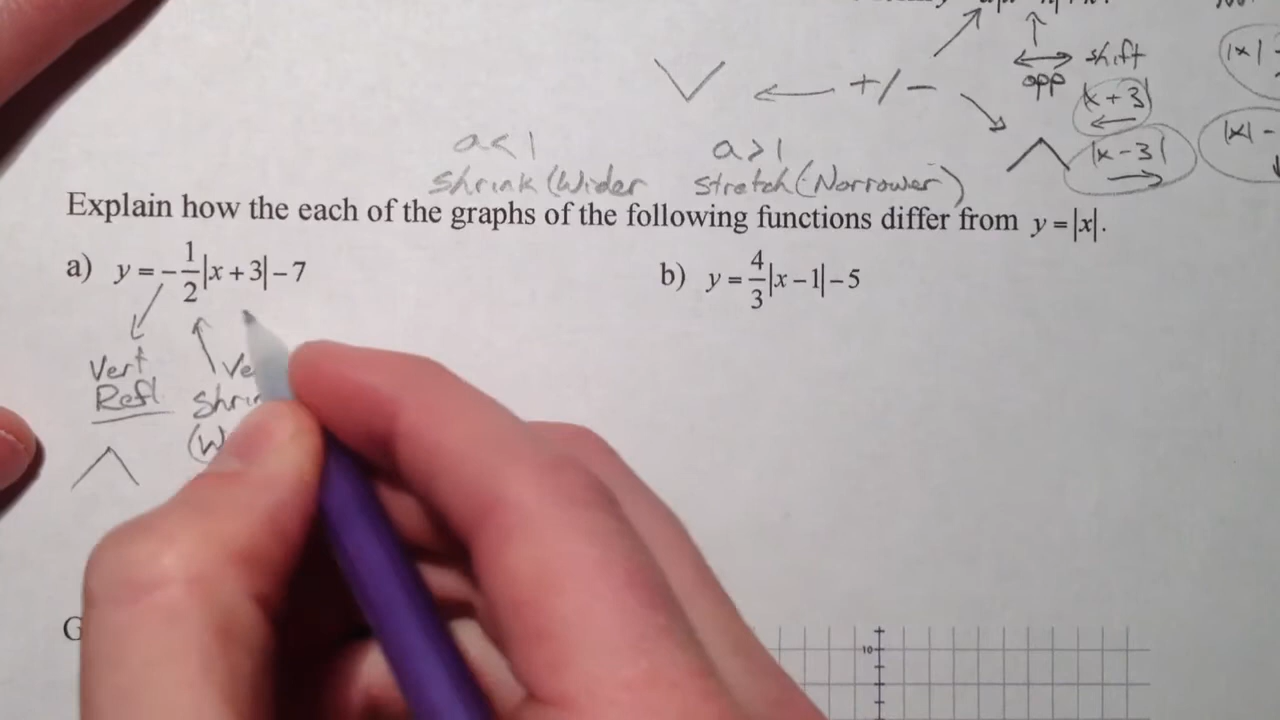 shift
+/−
opp
|x+3|
a<1
a>1
|x−3|
Shrink (Wider
Stretch (Narrower)
Explain how the each of the graphs of the following functions differ from y = |x|.
a) y = −1/2|x+3|−7
b) y = 4/3|x−1|−5
Vert
Refl
10